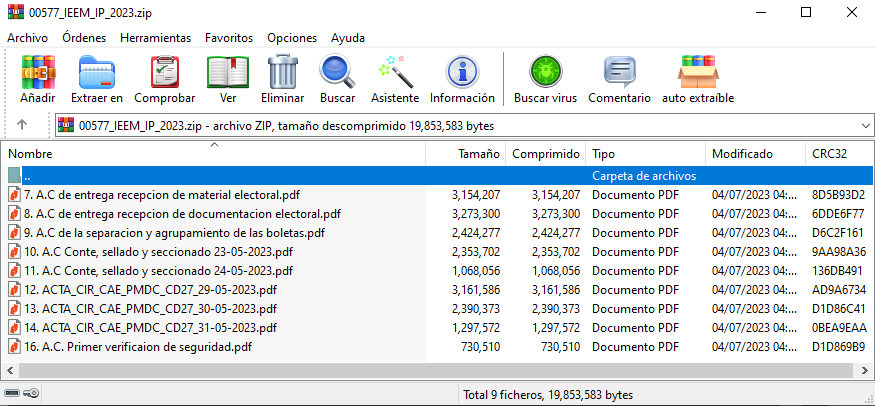 00577_IEEM_IP_2023.zip
Archivo Órdenes Herramientas Favoritos Opciones Ayuda
Añadir Extraer en Comprobar Ver Eliminar Buscar Asistente Información Buscar virus Comentario auto extraíble
00577_IEEM_IP_2023.zip - archivo ZIP, tamaño descomprimido 19,853,583 bytes
Nombre Tamaño Comprimido Tipo Modificado CRC32
.. Carpeta de archivos
7. A.C de entrega recepcion de material electoral.pdf 3,154,207 3,154,207 Documento PDF 04/07/2023 04:... 8D5B93D2
8. A.C de entrega recepcion de documentacion electoral.pdf 3,273,300 3,273,300 Documento PDF 04/07/2023 04:... 6DDE6F77
9. A.C de la separacion y agrupamiento de las boletas.pdf 2,424,277 2,424,277 Documento PDF 04/07/2023 04:... D6C2F161
10. A.C Conte, sellado y seccionado 23-05-2023.pdf 2,353,702 2,353,702 Documento PDF 04/07/2023 04:... 9AA98A36
11. A.C Conte, sellado y seccionado 24-05-2023.pdf 1,068,056 1,068,056 Documento PDF 04/07/2023 04:... 136DB491
12. ACTA_CIR_CAE_PMDC_CD27_29-05-2023.pdf 3,161,586 3,161,586 Documento PDF 04/07/2023 04:... AD9A6734
13. ACTA_CIR_CAE_PMDC_CD27_30-05-2023.pdf 2,390,373 2,390,373 Documento PDF 04/07/2023 04:... D1D86C41
14. ACTA_CIR_CAE_PMDC_CD27_31-05-2023.pdf 1,297,572 1,297,572 Documento PDF 04/07/2023 04:... 0BEA9EAA
16. A.C. Primer verificaion de seguridad.pdf 730,510 730,510 Documento PDF 04/07/2023 04:... D1D869B9
Total 9 ficheros, 19,853,583 bytes